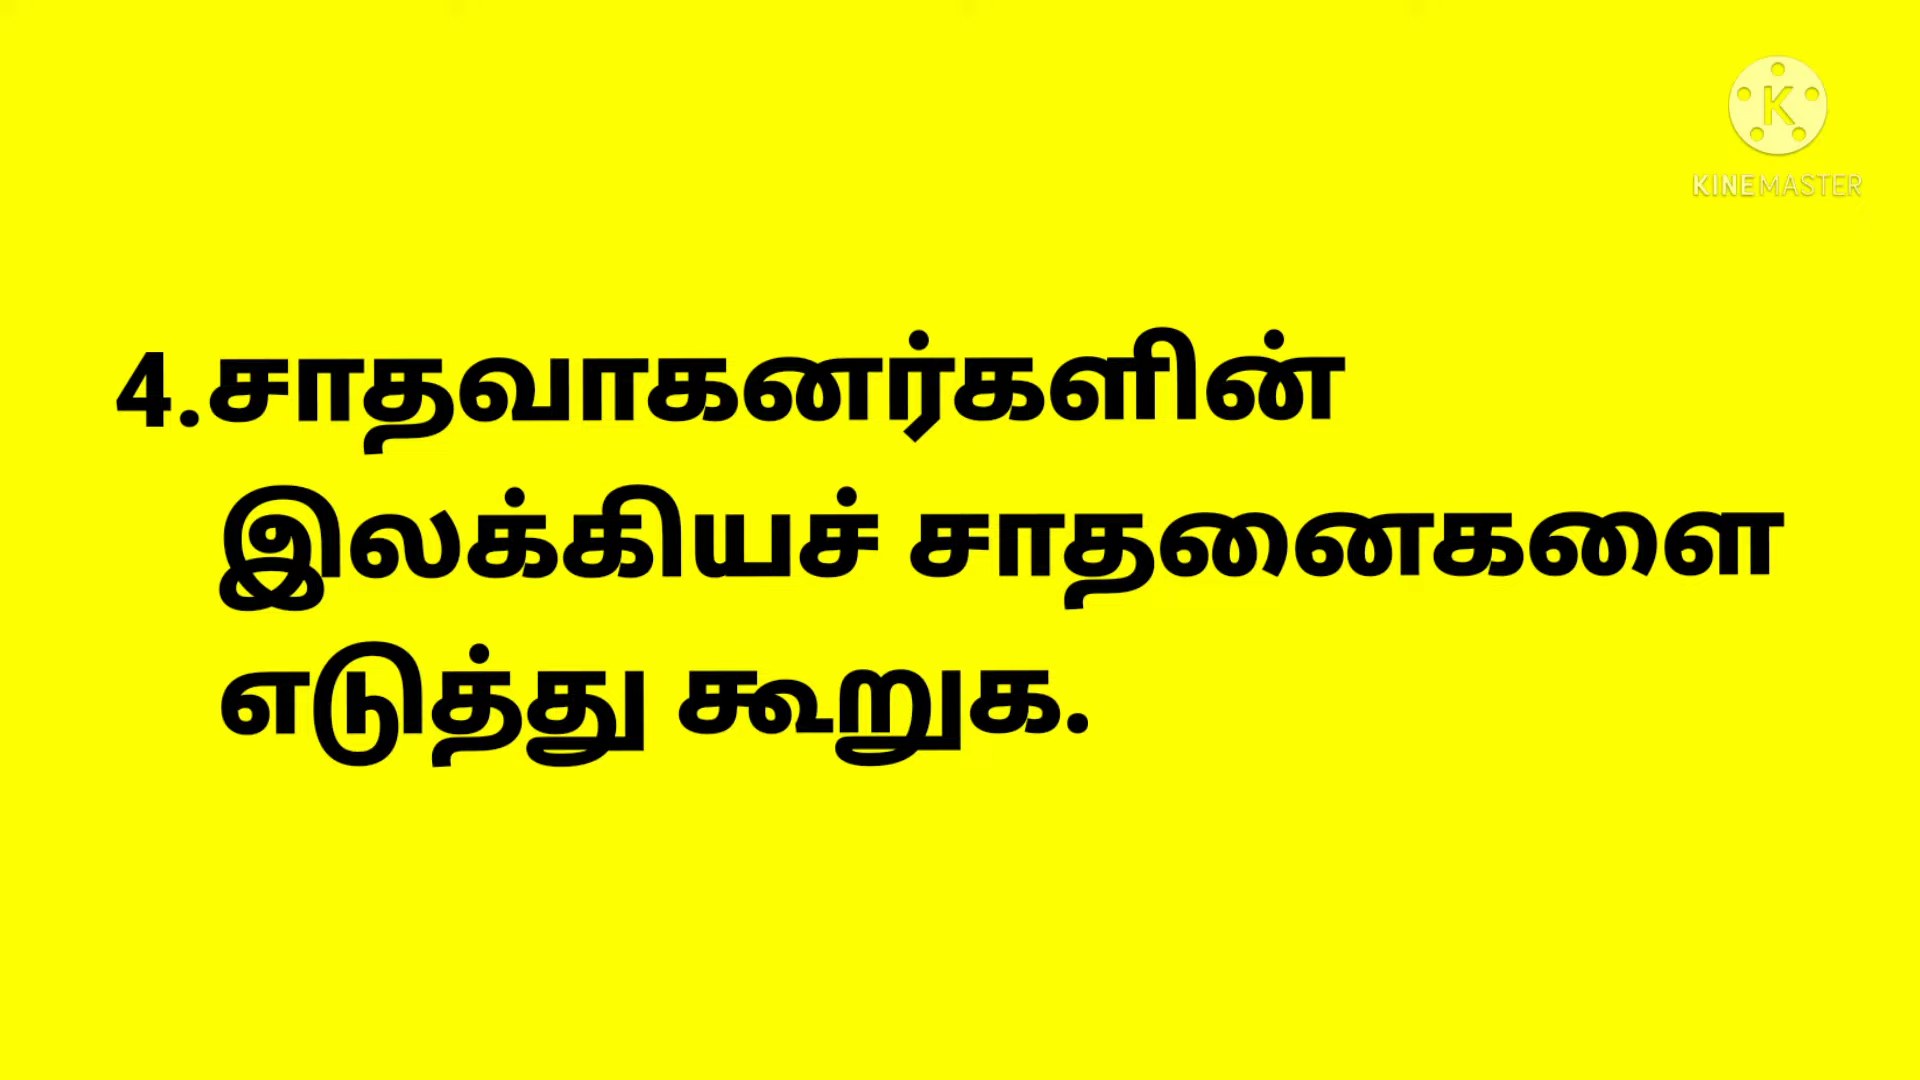 K
KINEMASTER
4.சாதவாகனர்களின்
இலக்கியச் சாதனைகளை
எடுத்து கூறுக.